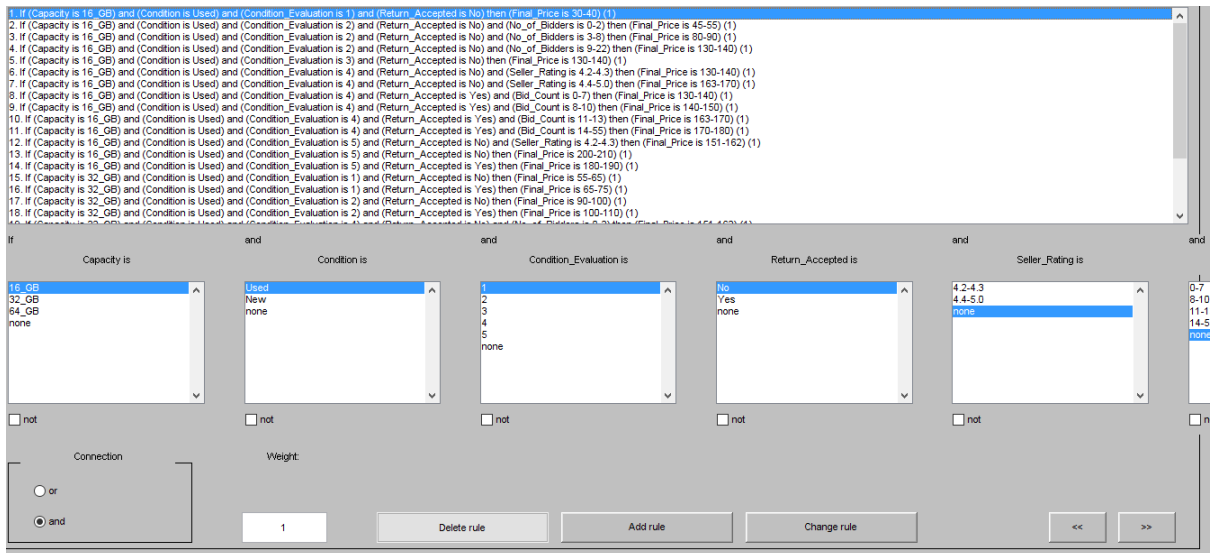 1. If (Capacity is 16_GB) and (Condition is Used) and (Condition_Evaluation is 1) and (Return_Accepted is No) then (Final_Price is 30-40) (1)
2. If (Capacity is 16_GB) and (Condition is Used) and (Condition_Evaluation is 2) and (Return_Accepted is No) and (No_of_Bidders is 0-2) then (Final_Price is 45-55) (1)
3. If (Capacity is 16_GB) and (Condition is Used) and (Condition_Evaluation is 2) and (Return_Accepted is No) and (No_of_Bidders is 3-8) then (Final_Price is 80-90) (1)
4. If (Capacity is 16_GB) and (Condition is Used) and (Condition_Evaluation is 2) and (Return_Accepted is No) and (No_of_Bidders is 9-22) then (Final_Price is 130-140) (1)
5. If (Capacity is 16_GB) and (Condition is Used) and (Condition_Evaluation is 3) and (Return_Accepted is No) then (Final_Price is 130-140) (1)
6. If (Capacity is 16_GB) and (Condition is Used) and (Condition_Evaluation is 4) and (Return_Accepted is No) and (Seller_Rating is 4.2-4.3) then (Final_Price is 130-140) (1)
7. If (Capacity is 16_GB) and (Condition is Used) and (Condition_Evaluation is 4) and (Return_Accepted is No) and (Seller_Rating is 4.4-5.0) then (Final_Price is 163-170) (1)
8. If (Capacity is 16_GB) and (Condition is Used) and (Condition_Evaluation is 4) and (Return_Accepted is Yes) and (Bid_Count is 0-7) then (Final_Price is 130-140) (1)
9. If (Capacity is 16_GB) and (Condition is Used) and (Condition_Evaluation is 4) and (Return_Accepted is Yes) and (Bid_Count is 8-10) then (Final_Price is 140-150) (1)
10. If (Capacity is 16_GB) and (Condition is Used) and (Condition_Evaluation is 4) and (Return_Accepted is Yes) and (Bid_Count is 11-13) then (Final_Price is 163-170) (1)
11. If (Capacity is 16_GB) and (Condition is Used) and (Condition_Evaluation is 4) and (Return_Accepted is Yes) and (Bid_Count is 14-55) then (Final_Price is 170-180) (1)
12. If (Capacity is 16_GB) and (Condition is Used) and (Condition_Evaluation is 5) and (Return_Accepted is No) and (Seller_Rating is 4.2-4.3) then (Final_Price is 151-162) (1)
13. If (Capacity is 16_GB) and (Condition is Used) and (Condition_Evaluation is 5) and (Return_Accepted is No) then (Final_Price is 200-210) (1)
14. If (Capacity is 16_GB) and (Condition is Used) and (Condition_Evaluation is 5) and (Return_Accepted is Yes) then (Final_Price is 180-190) (1)
15. If (Capacity is 32_GB) and (Condition is Used) and (Condition_Evaluation is 1) and (Return_Accepted is No) then (Final_Price is 55-65) (1)
16. If (Capacity is 32_GB) and (Condition is Used) and (Condition_Evaluation is 1) and (Return_Accepted is Yes) then (Final_Price is 65-75) (1)
17. If (Capacity is 32_GB) and (Condition is Used) and (Condition_Evaluation is 2) and (Return_Accepted is No) then (Final_Price is 90-100) (1)
18. If (Capacity is 32_GB) and (Condition is Used) and (Condition_Evaluation is 2) and (Return_Accepted is Yes) then (Final_Price is 100-110) (1)
If and and and and and
Capacity is Condition is Condition_Evaluation is Return_Accepted is Seller_Rating is
16_GB Used 1 No 4.2-4.3 0-7
32_GB New 2 Yes 4.4-5.0 8-10
64_GB none 3 none none
none 4
5 none
none
not not not not not
Connection Weight:
or
and 1 Delete rule Add rule Change rule << >>